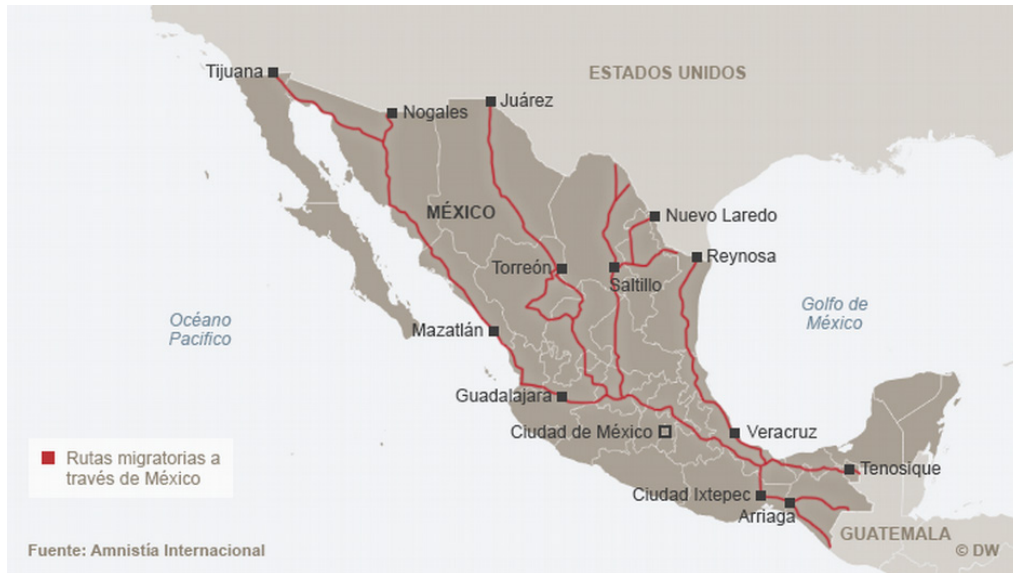 Tijuana
ESTADOS UNIDOS
Juárez
Nogales
MÉXICO
Nuevo Laredo
Reynosa
Torreón
Saltillo
Golfo de
México
Océano
Pacifico
Mazatlán
Guadalajara
Ciudad de México
Veracruz
Rutas migratorias a
través de México
Tenosique
Ciudad Ixtepec
Arriaga
GUATEMALA
Fuente: Amnistía Internacional
© DW